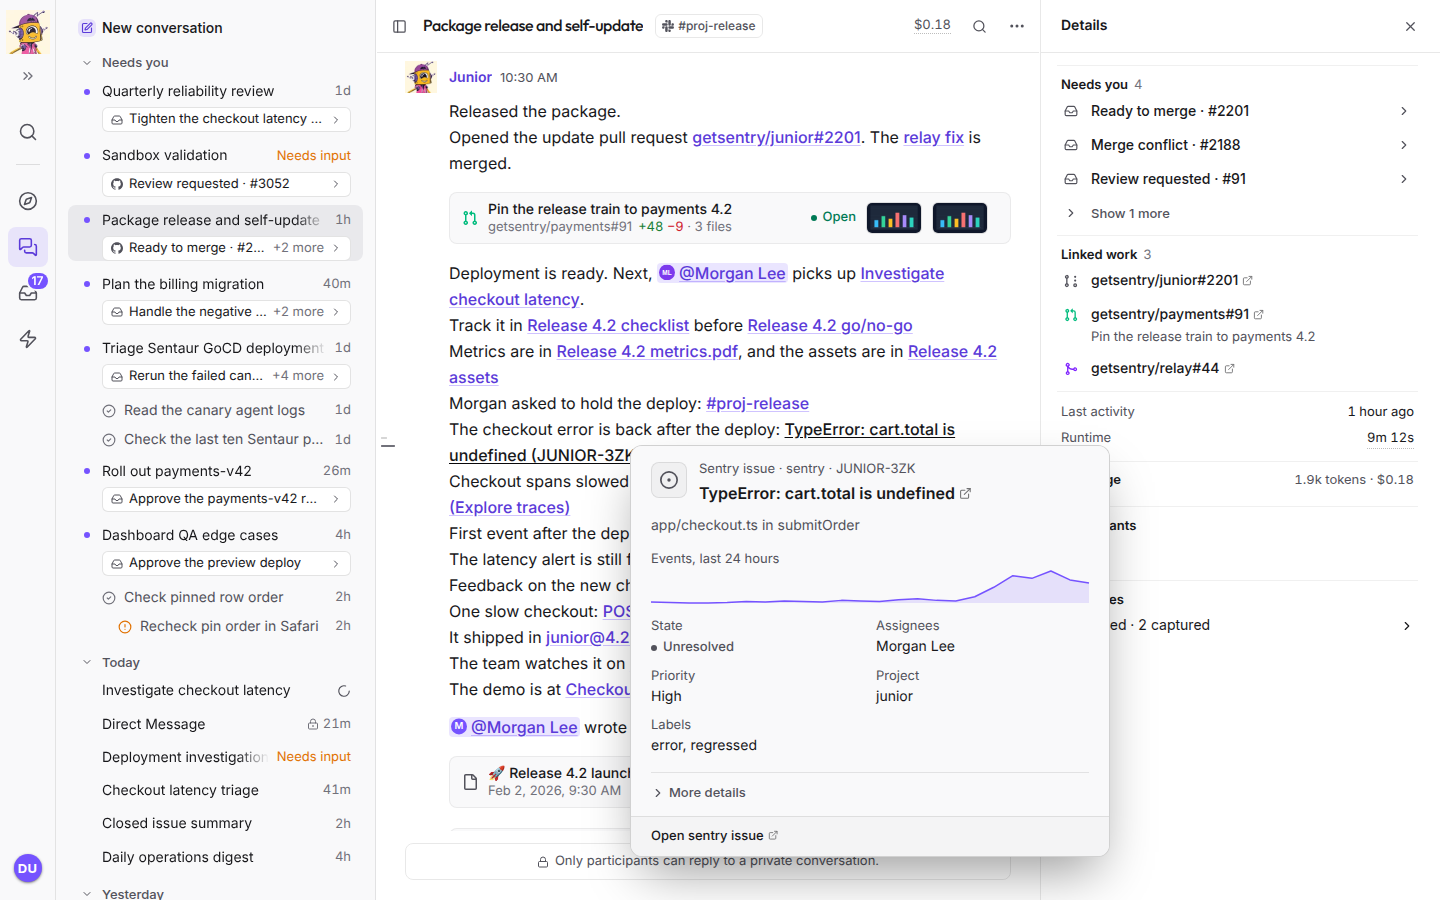 New conversation
Needs you
Quarterly reliability review 1d
Tighten the checkout latency ...
Sandbox validation Needs input
Review requested · #3052
Package release and self-update 1h
Ready to merge · #2... +2 more
Plan the billing migration 40m
Handle the negative ... +2 more
Triage Sentaur GoCD deployment 1d
Rerun the failed can... +4 more
Read the canary agent logs 1d
Check the last ten Sentaur p... 1d
Roll out payments-v42 26m
Approve the payments-v42 r...
Dashboard QA edge cases 4h
Approve the preview deploy
Check pinned row order 2h
Recheck pin order in Safari 2h
Today
Investigate checkout latency
Direct Message 21m
Deployment investigation Needs input
Checkout latency triage 41m
Closed issue summary 2h
Daily operations digest 4h
Yesterday
17
DU
Package release and self-update #proj-release $0.18
Junior 10:30 AM
Released the package.
Opened the update pull request getsentry/junior#2201. The relay fix is
merged.
Pin the release train to payments 4.2
getsentry/payments#91 +48 −9 · 3 files
Open
Deployment is ready. Next, ML @Morgan Lee picks up Investigate
checkout latency.
Track it in Release 4.2 checklist before Release 4.2 go/no-go
Metrics are in Release 4.2 metrics.pdf, and the assets are in Release 4.2
assets
Morgan asked to hold the deploy: #proj-release
The checkout error is back after the deploy: TypeError: cart.total is
undefined (JUNIOR-3ZK
Checkout spans slowed
(Explore traces)
First event after the dep
The latency alert is still f
Feedback on the new ch
One slow checkout: POS
It shipped in junior@4.2
The team watches it on
The demo is at Checkou
M @Morgan Lee wrote
🚀 Release 4.2 launch
Feb 2, 2026, 9:30 AM
Only participants can reply to a private conversation.
Sentry issue · sentry · JUNIOR-3ZK
TypeError: cart.total is undefined
app/checkout.ts in submitOrder
Events, last 24 hours
State Assignees
Unresolved Morgan Lee
Priority Project
High junior
Labels
error, regressed
More details
Open sentry issue
Details
Needs you 4
Ready to merge · #2201
Merge conflict · #2188
Review requested · #91
Show 1 more
Linked work 3
getsentry/junior#2201
getsentry/payments#91
Pin the release train to payments 4.2
getsentry/relay#44
Last activity 1 hour ago
Runtime 9m 12s
ge 1.9k tokens · $0.18
ants
es
ed · 2 captured